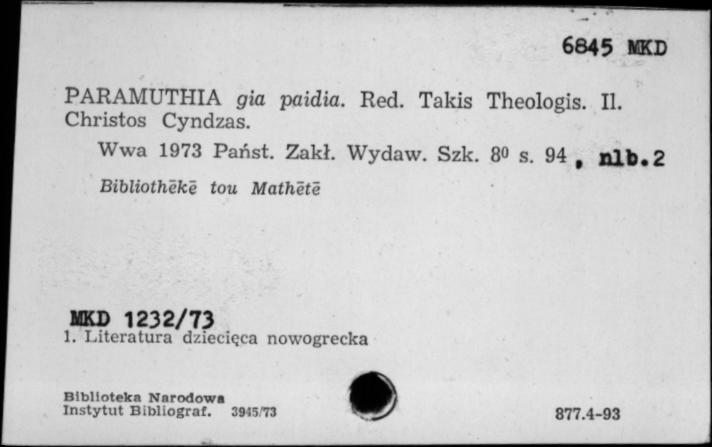 6845 MKD
PARAMUTHIA gia paidia. Red. Takis Theologis. Il.
Christos Cyndzas.
Wwa 1973 Państ. Zakł. Wydaw. Szk. 8⁰ s. 94 , nlb.2
Bibliothēkē tou Mathētē
MKD 1232/73
1. Literatura dziecięca nowogrecka
Biblioteka Narodowa
Instytut Bibliograf. 3945/73
877.4-93